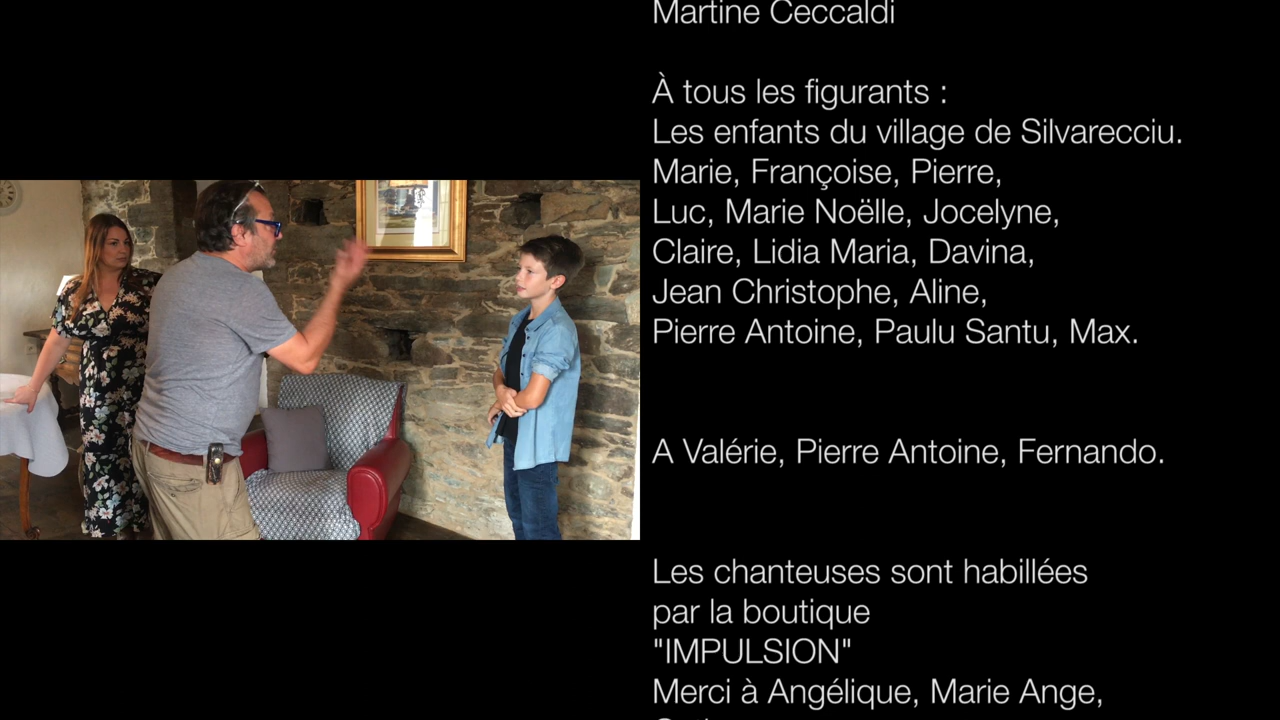 Martine Ceccaldi
À tous les figurants :
Les enfants du village de Silvarecciu.
Marie, Françoise, Pierre,
Luc, Marie Noëlle, Jocelyne,
Claire, Lidia Maria, Davina,
Jean Christophe, Aline,
Pierre Antoine, Paulu Santu, Max.
A Valérie, Pierre Antoine, Fernando.
Les chanteuses sont habillées
par la boutique
"IMPULSION"
Merci à Angélique, Marie Ange,